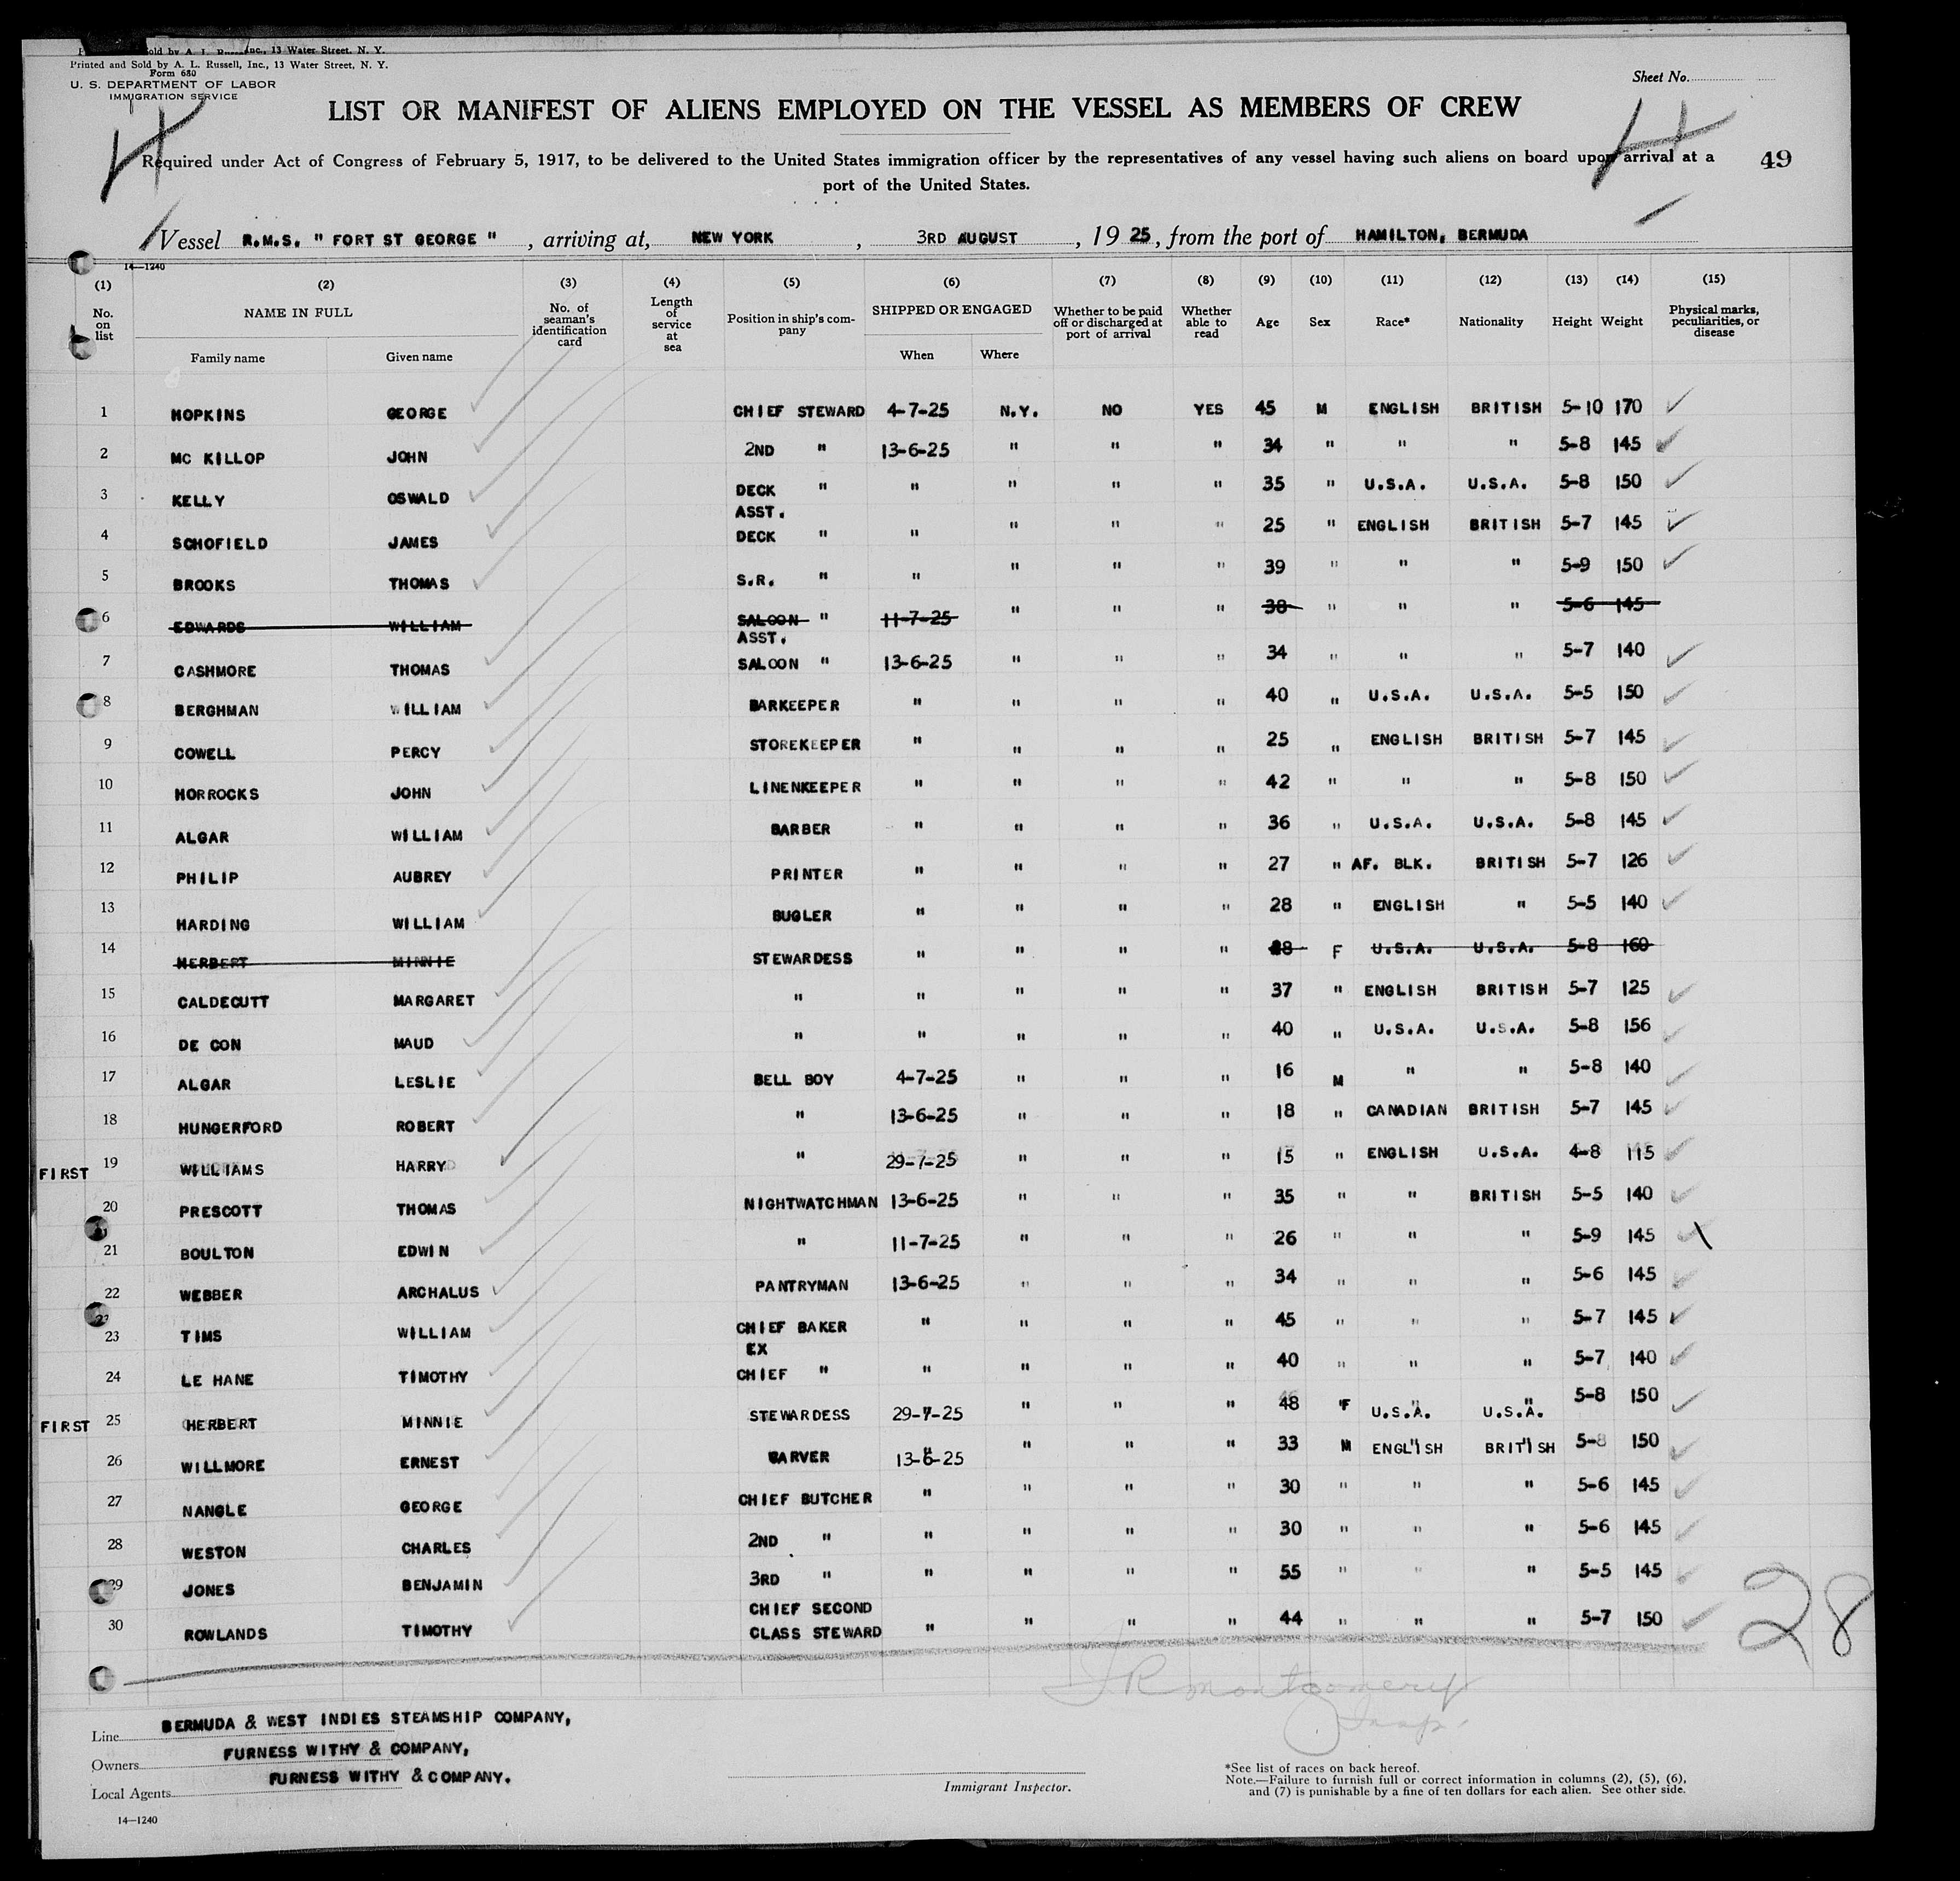 Printed and Sold by A. L. Russell, Inc., 13 Water Street, N. Y.
Form 680
U. S. DEPARTMENT OF LABOR
IMMIGRATION SERVICE
Sheet No.
LIST OR MANIFEST OF ALIENS EMPLOYED ON THE VESSEL AS MEMBERS OF CREW
Required under Act of Congress of February 5, 1917, to be delivered to the United States immigration officer by the representatives of any vessel having such aliens on board upon arrival at a
port of the United States.
49
Vessel R.M.S. " FORT ST GEORGE " , arriving at, NEW YORK , 3RD AUGUST , 19 25, from the port of HAMILTON, BERMUDA
14—1240
(1) (2) (3) (4) (5) (6) (7) (8) (9) (10) (11) (12) (13) (14) (15)
No. on list NAME IN FULL Family name Given name No. of seaman's identification card Length of service at sea Position in ship's company SHIPPED OR ENGAGED When Where Whether to be paid off or discharged at port of arrival Whether able to read Age Sex Race* Nationality Height Weight Physical marks, peculiarities, or disease
1 HOPKINS GEORGE CHIEF STEWARD 4-7-25 N.Y. NO YES 45 M ENGLISH BRITISH 5-10 170
2 MC KILLOP JOHN 2ND " 13-6-25 " " " 34 " " " 5-8 145
3 KELLY OSWALD DECK " " " " " 35 " U.S.A. U.S.A. 5-8 150
4 SCHOFIELD JAMES ASST. DECK " " " " " 25 " ENGLISH BRITISH 5-7 145
5 BROOKS THOMAS S.R. " " " " " 39 " " " 5-9 150
6 EDWARDS WILLIAM SALOON " 11-7-25 " " " 38 " " " 5-6 145
7 CASHMORE THOMAS ASST. SALOON " 13-6-25 " " " 34 " " " 5-7 140
8 BERGHMAN WILLIAM BARKEEPER " " " " 40 " U.S.A. U.S.A. 5-5 150
9 COWELL PERCY STOREKEEPER " " " " 25 " ENGLISH BRITISH 5-7 145
10 HORROCKS JOHN LINENKEEPER " " " " 42 " " " 5-8 150
11 ALGAR WILLIAM BARBER " " " " 36 " U.S.A. U.S.A. 5-8 145
12 PHILIP AUBREY PRINTER " " " " 27 " AF. BLK. BRITISH 5-7 126
13 HARDING WILLIAM BUGLER " " " " 28 " ENGLISH " 5-5 140
14 HERBERT MINNIE STEWARDESS " " " " F U.S.A. U.S.A. 5-8 160
15 CALDECUTT MARGARET " " " " " 37 " ENGLISH BRITISH 5-7 125
16 DE CON MAUD " " " " " 40 " U.S.A. U.S.A. 5-8 156
17 ALGAR LESLIE BELL BOY 4-7-25 " " " 16 M " " 5-8 140
18 HUNGERFORD ROBERT " 13-6-25 " " " 18 " CANADIAN BRITISH 5-7 145
FIRST 19 WILLIAMS HARRY " 29-7-25 " " " 15 " ENGLISH U.S.A. 4-8 115
20 PRESCOTT THOMAS NIGHTWATCHMAN 13-6-25 " " " 35 " " BRITISH 5-5 140
21 BOULTON EDWIN " 11-7-25 " " " 26 " " " 5-9 145
22 WEBBER ARCHALUS PANTRYMAN 13-6-25 " " " 34 " " " 5-6 145
23 TIMS WILLIAM CHIEF BAKER " " " " 45 " " " 5-7 145
24 LE HANE TIMOTHY EX CHIEF " " " " " 40 " " " 5-7 140
FIRST 25 HERBERT MINNIE STEWARDESS 29-7-25 " " " 48 F U.S.A. U.S.A. 5-8 150
26 WILLMORE ERNEST CARVER 13-6-25 " " " 33 M ENGLISH BRITISH 5-8 150
27 NANGLE GEORGE CHIEF BUTCHER " " " " 30 " " " 5-6 145
28 WESTON CHARLES 2ND " " " " " 30 " " " 5-6 145
29 JONES BENJAMIN 3RD " " " " " 55 " " " 5-5 145
30 ROWLANDS TIMOTHY CHIEF SECOND CLASS STEWARD " " " " 44 " " " 5-7 150
28
J R Montgomery
Insp.
Line BERMUDA & WEST INDIES STEAMSHIP COMPANY,
Owners FURNESS WITHY & COMPANY,
Local Agents FURNESS WITHY & COMPANY.
Immigrant Inspector.
*See list of races on back hereof.
Note.—Failure to furnish full or correct information in columns (2), (5), (6),
and (7) is punishable by a fine of ten dollars for each alien. See other side.
14—1240